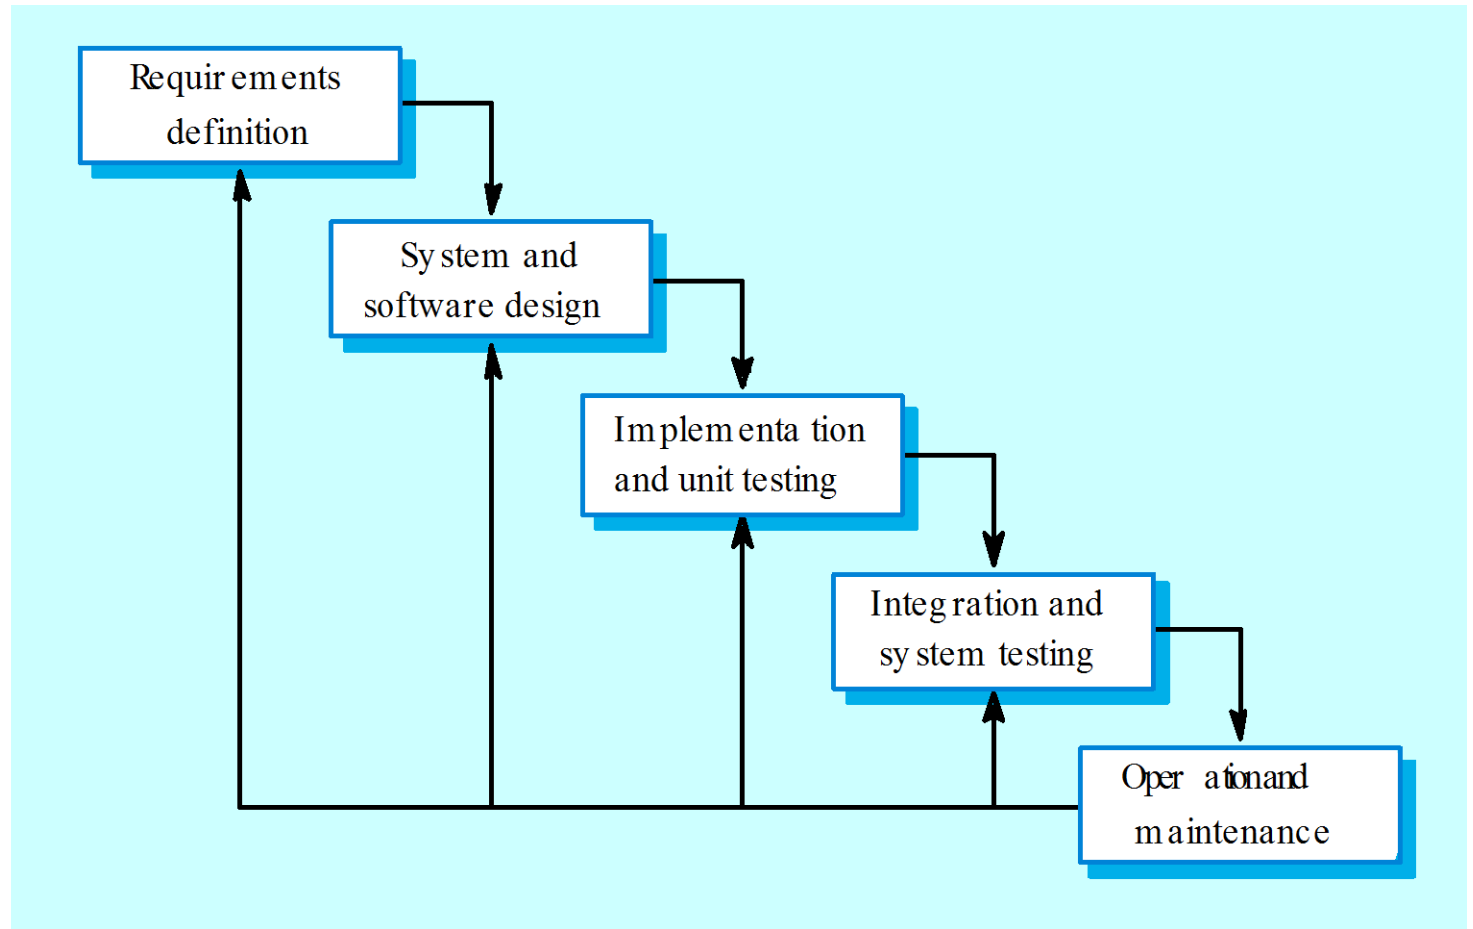 Requirements
definition
System and
software design
Implementation
and unit testing
Integration and
system testing
Operation and
maintenance